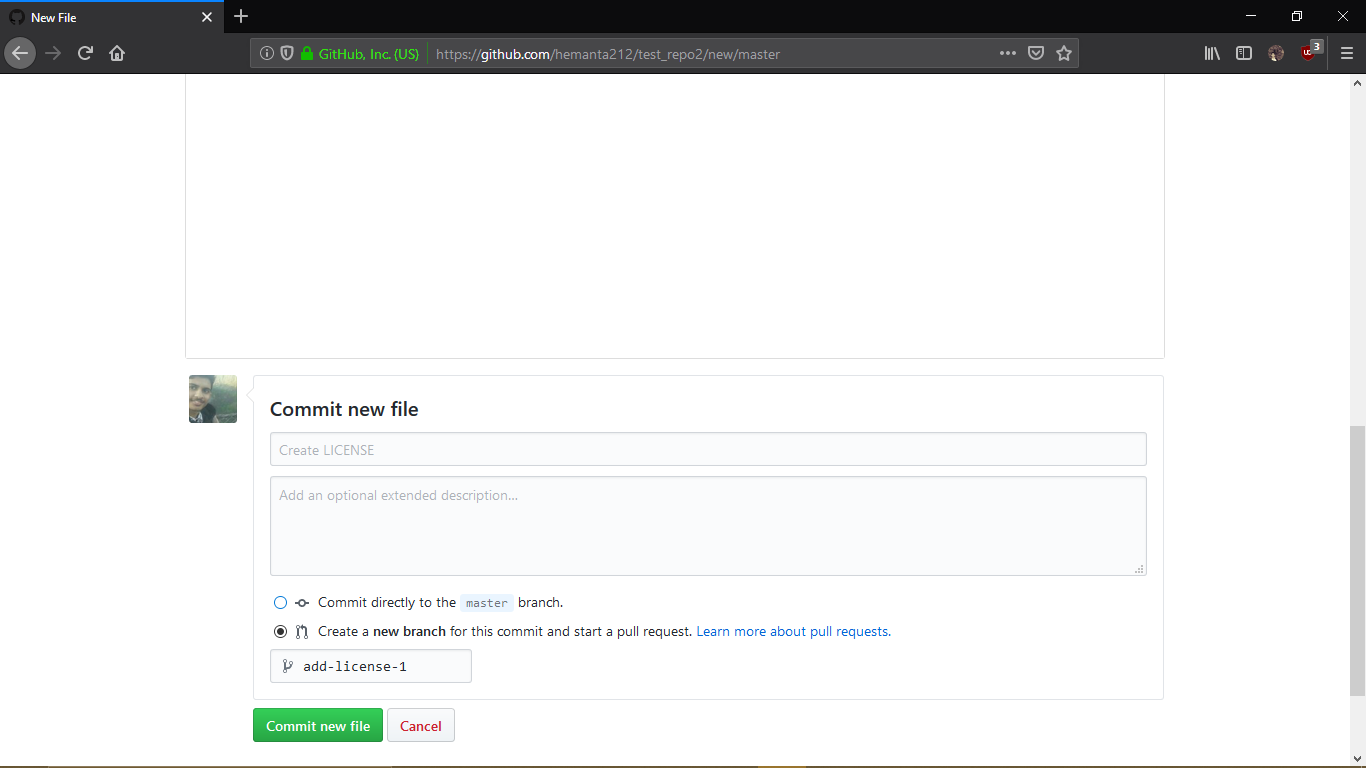 New File
GitHub, Inc. (US) https://github.com/hemanta212/test_repo2/new/master
3
Commit new file
Create LICENSE
Add an optional extended description...
Commit directly to the master branch.
Create a new branch for this commit and start a pull request. Learn more about pull requests.
add-license-1
Commit new file Cancel